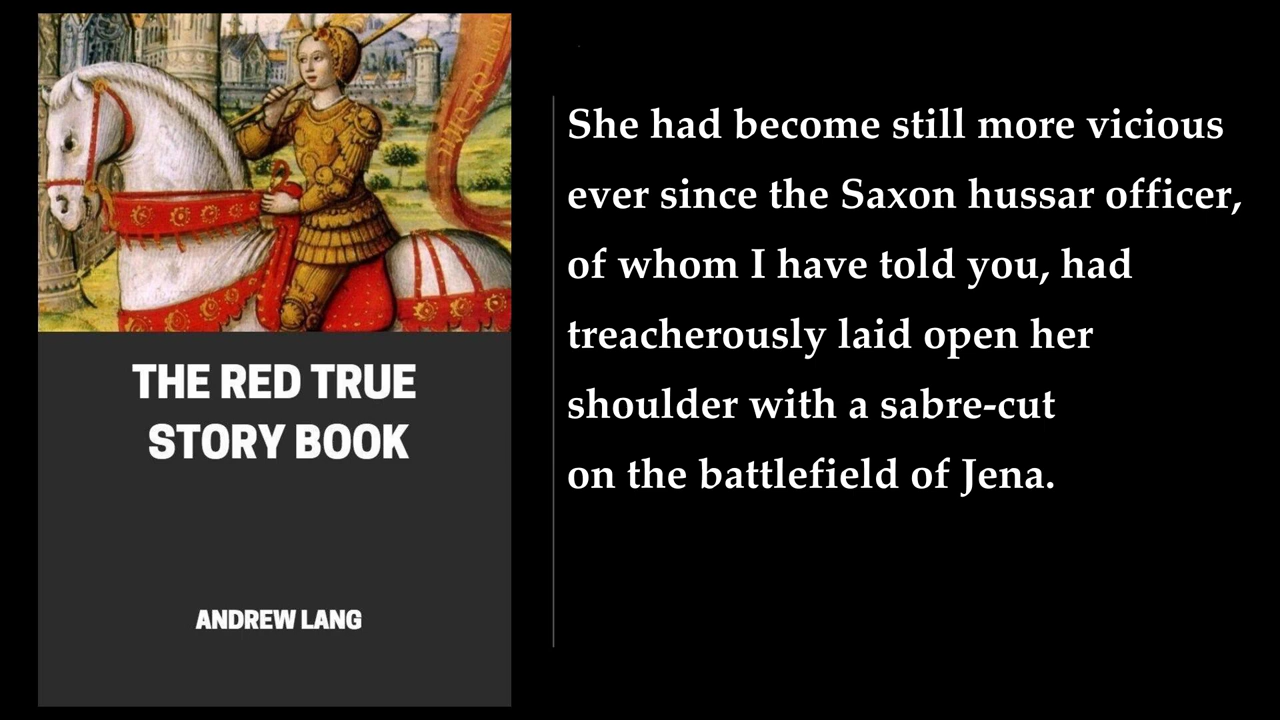 THE RED TRUE
STORY BOOK
ANDREW LANG
She had become still more vicious
ever since the Saxon hussar officer,
of whom I have told you, had
treacherously laid open her
shoulder with a sabre-cut
on the battlefield of Jena.